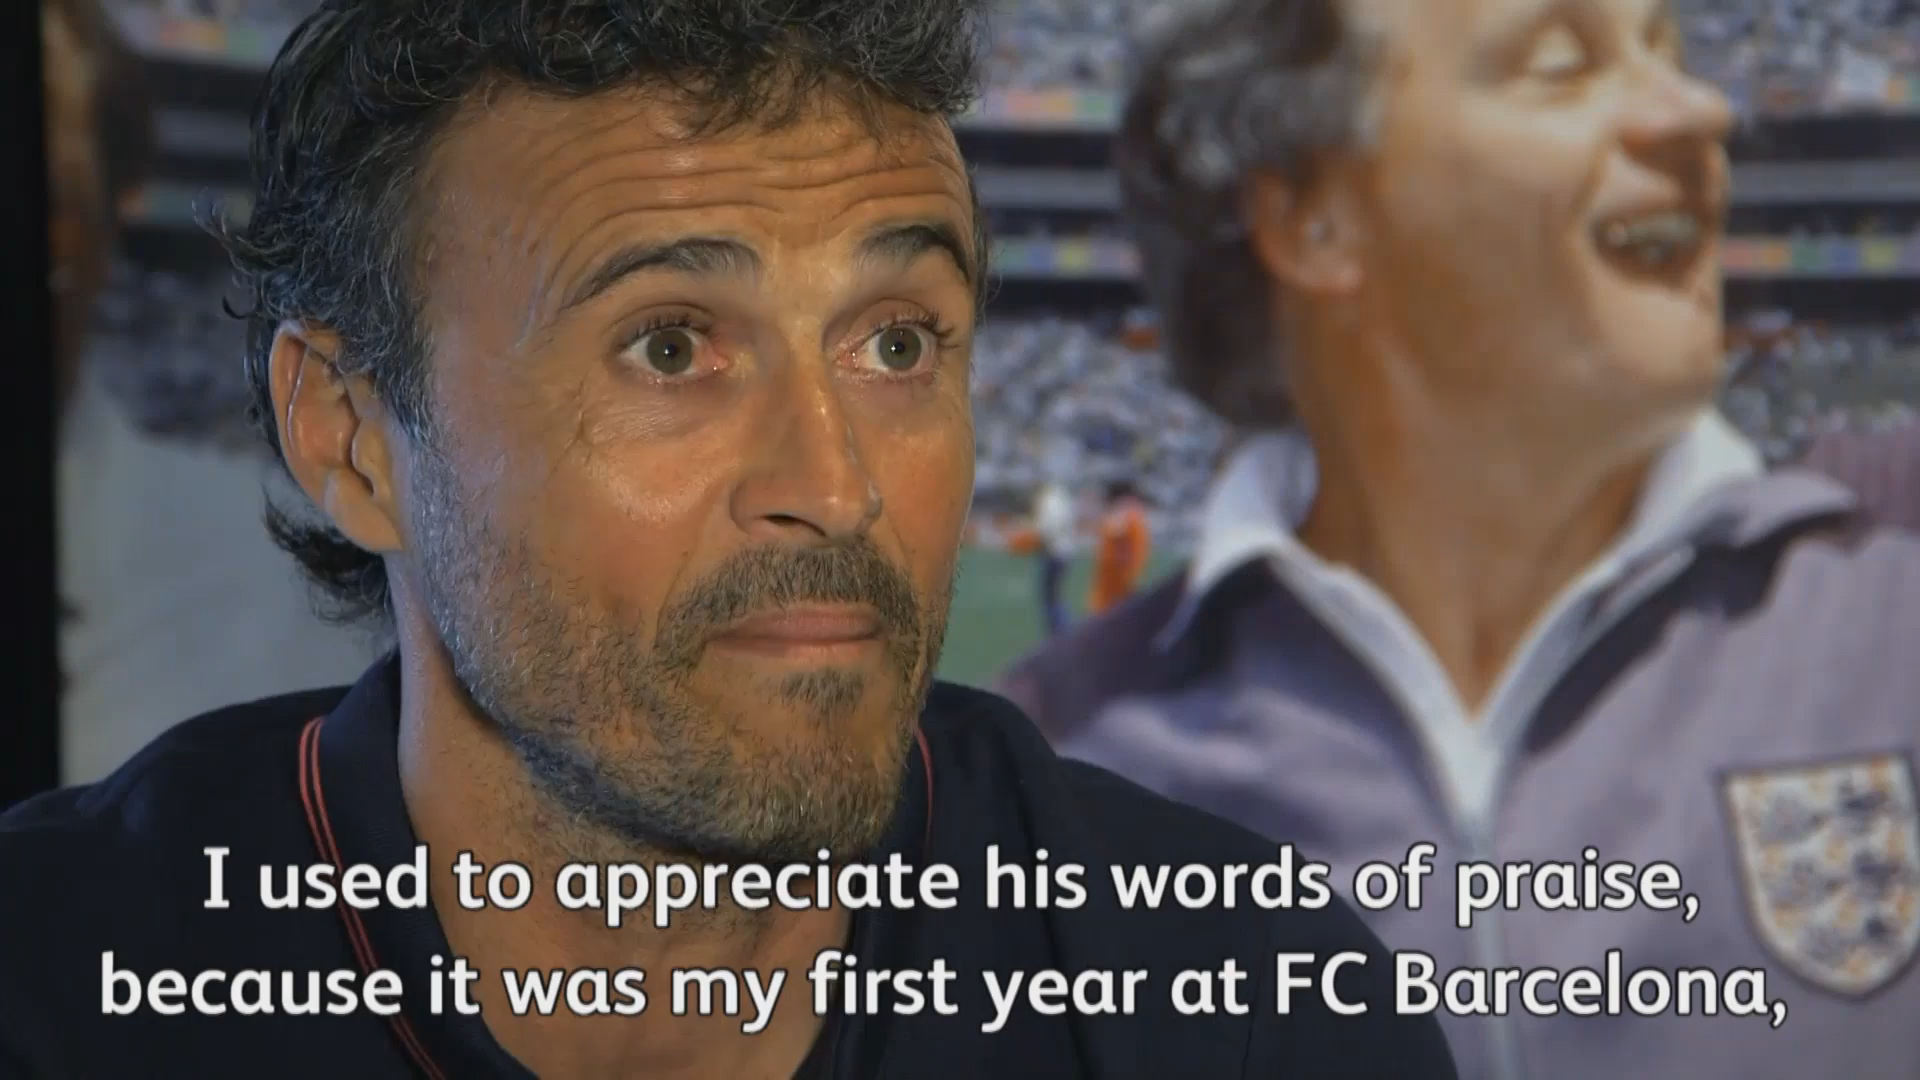 I used to appreciate his words of praise,
because it was my first year at FC Barcelona,